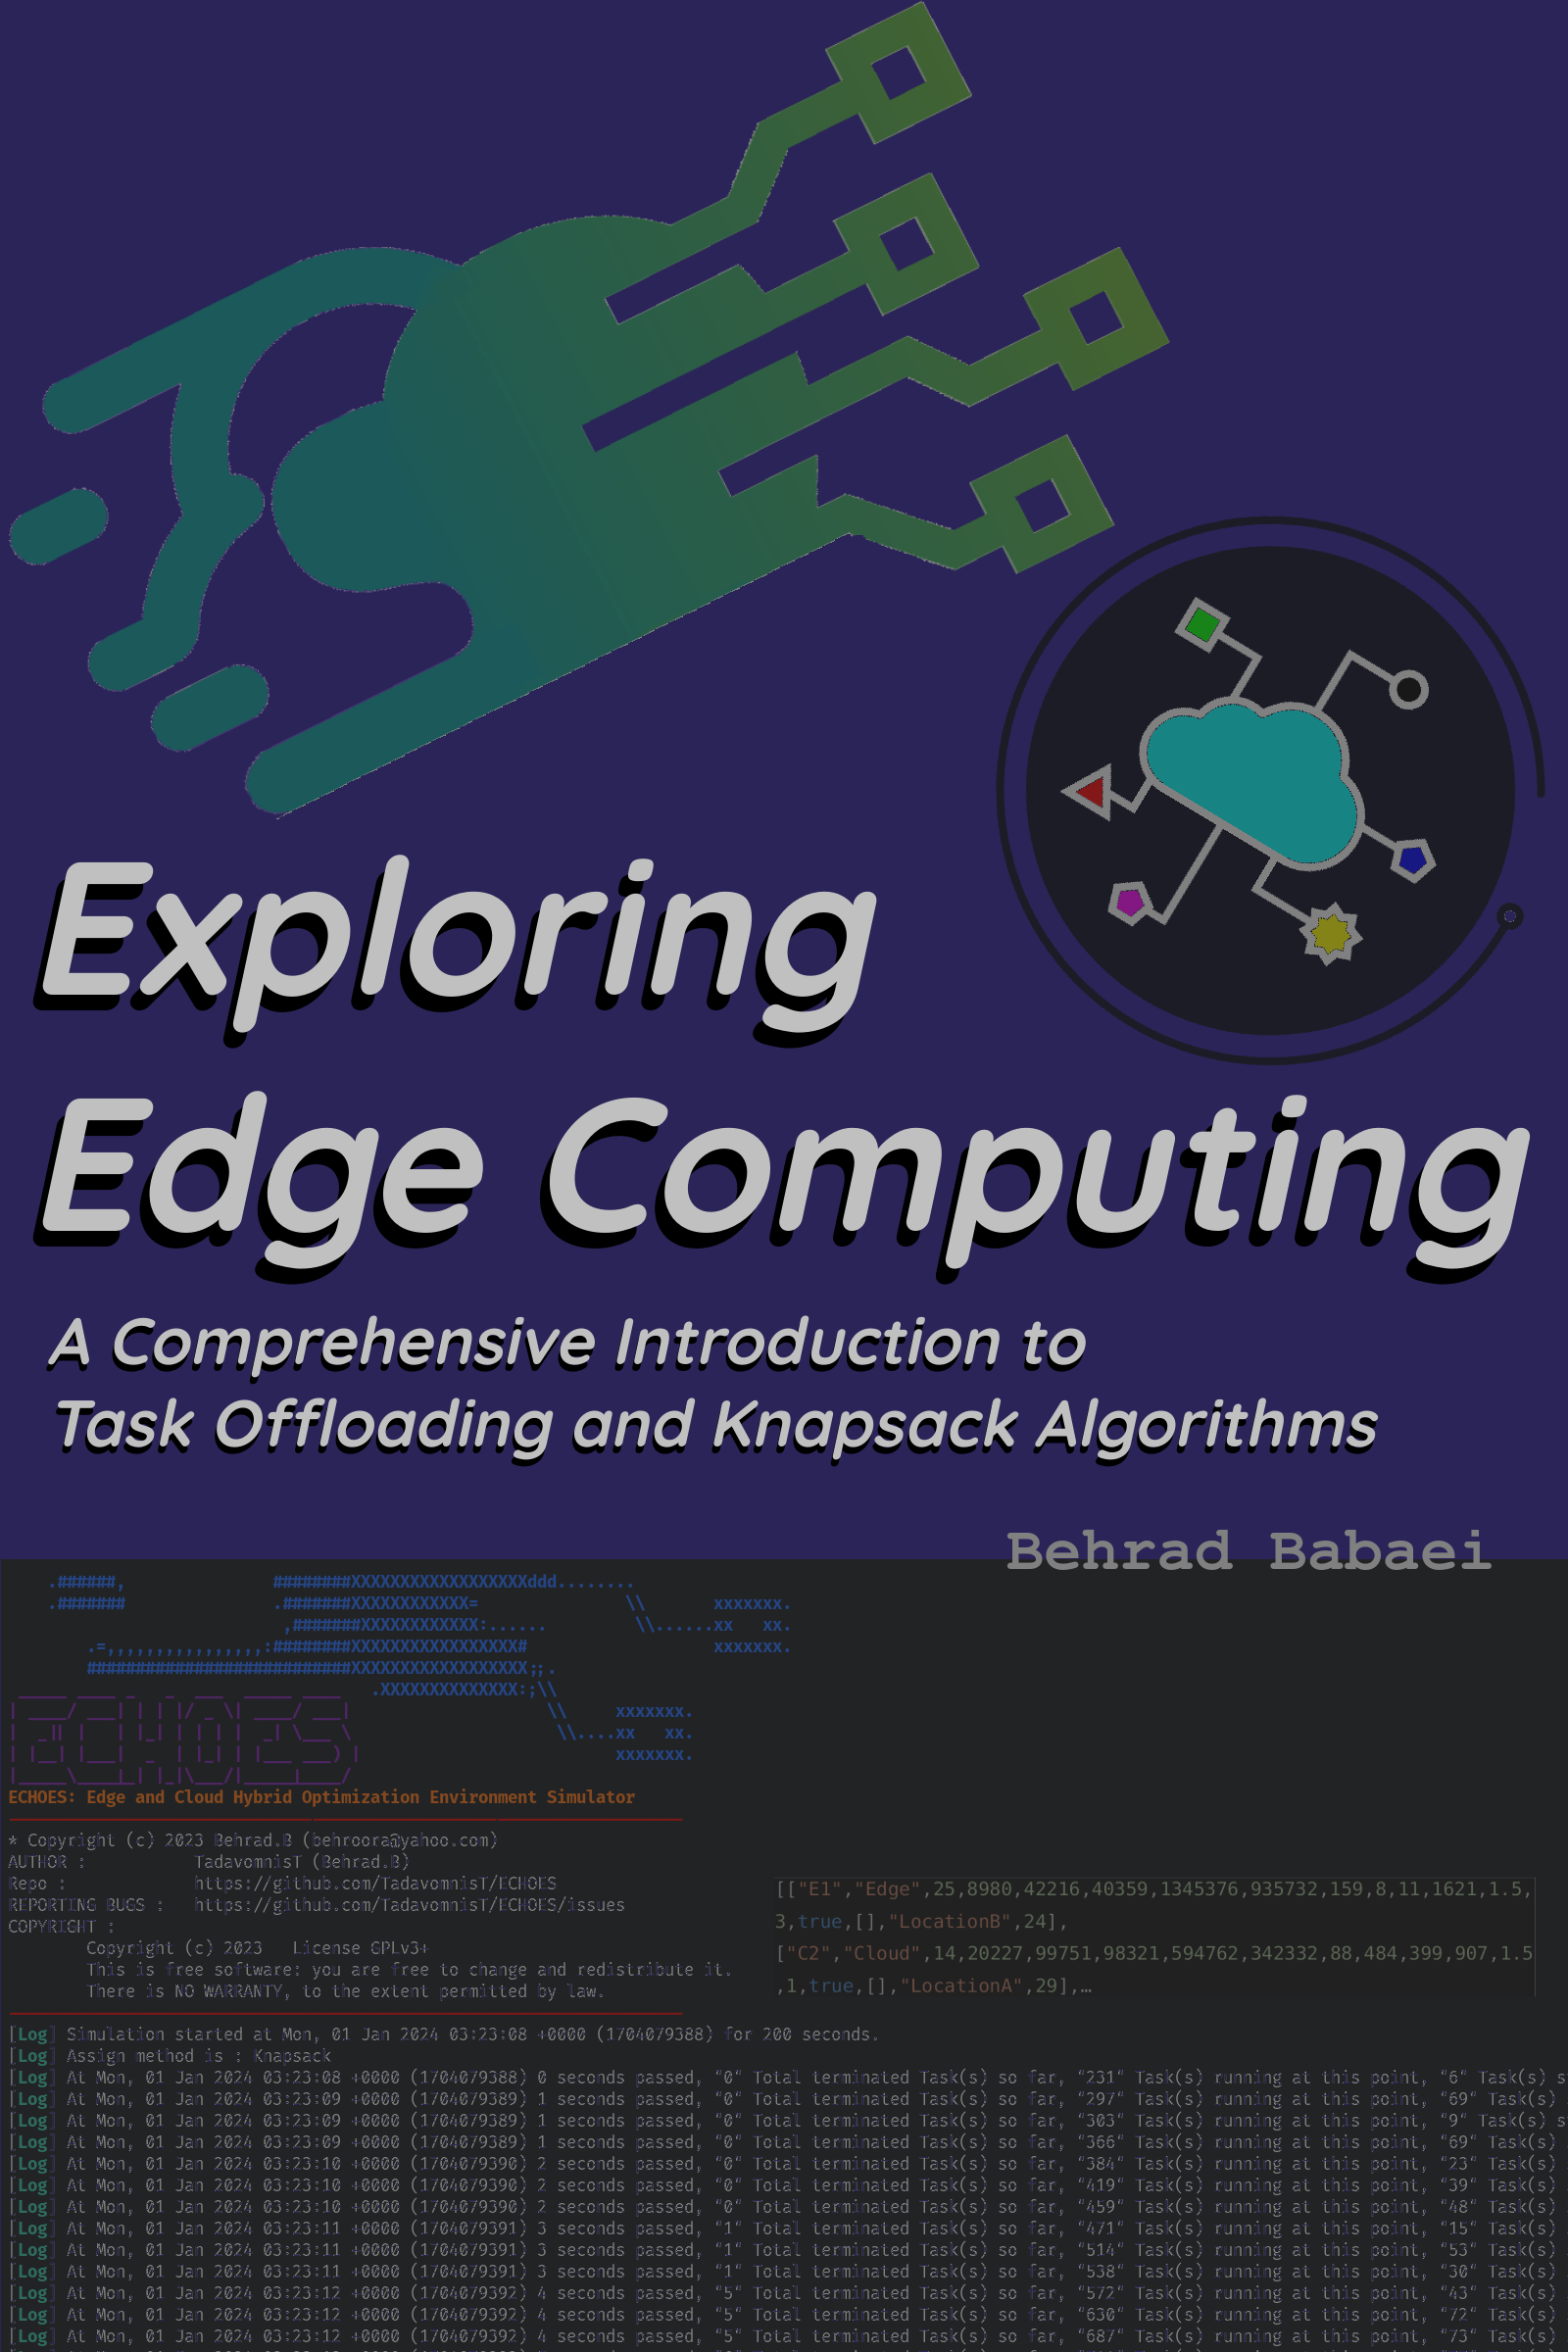 Exploring
Edge Computing
A Comprehensive Introduction to
Task Offloading and Knapsack Algorithms
Behrad Babaei
.######,               ########XXXXXXXXXXXXXXXXXXddd........
.#######               .#######XXXXXXXXXXXX=               \\       xxxxxxx.
,#######XXXXXXXXXXXX:......         \\......xx   xx.
.=,,,,,,,,,,,,,,,,:########XXXXXXXXXXXXXXXXX#                   xxxxxxx.
###########################XXXXXXXXXXXXXXXXXX;;.
.XXXXXXXXXXXXXX:;\\
\\     xxxxxxx.
\\....xx   xx.
xxxxxxx.
ECHOES
ECHOES: Edge and Cloud Hybrid Optimization Environment Simulator
* Copyright (c) 2023 Behrad.B (behroora@yahoo.com)
AUTHOR :           TadavomnisT (Behrad.B)
Repo :             https://github.com/TadavomnisT/ECHOES
REPORTING BUGS :   https://github.com/TadavomnisT/ECHOES/issues
COPYRIGHT :
Copyright (c) 2023   License GPLv3+
This is free software: you are free to change and redistribute it.
There is NO WARRANTY, to the extent permitted by law.
[["E1","Edge",25,8980,42216,40359,1345376,935732,159,8,11,1621,1.5,
3,true,[],"LocationB",24],
["C2","Cloud",14,20227,99751,98321,594762,342332,88,484,399,907,1.5
,1,true,[],"LocationA",29],…
[Log] Simulation started at Mon, 01 Jan 2024 03:23:08 +0000 (1704079388) for 200 seconds.
[Log] Assign method is : Knapsack
[Log] At Mon, 01 Jan 2024 03:23:08 +0000 (1704079388) 0 seconds passed, "0" Total terminated Task(s) so far, "231" Task(s) running at this point, "6" Task(s) s
[Log] At Mon, 01 Jan 2024 03:23:09 +0000 (1704079389) 1 seconds passed, "0" Total terminated Task(s) so far, "297" Task(s) running at this point, "69" Task(s)
[Log] At Mon, 01 Jan 2024 03:23:09 +0000 (1704079389) 1 seconds passed, "0" Total terminated Task(s) so far, "303" Task(s) running at this point, "9" Task(s) s
[Log] At Mon, 01 Jan 2024 03:23:09 +0000 (1704079389) 1 seconds passed, "0" Total terminated Task(s) so far, "366" Task(s) running at this point, "69" Task(s)
[Log] At Mon, 01 Jan 2024 03:23:10 +0000 (1704079390) 2 seconds passed, "0" Total terminated Task(s) so far, "384" Task(s) running at this point, "23" Task(s)
[Log] At Mon, 01 Jan 2024 03:23:10 +0000 (1704079390) 2 seconds passed, "0" Total terminated Task(s) so far, "419" Task(s) running at this point, "39" Task(s)
[Log] At Mon, 01 Jan 2024 03:23:10 +0000 (1704079390) 2 seconds passed, "0" Total terminated Task(s) so far, "459" Task(s) running at this point, "48" Task(s)
[Log] At Mon, 01 Jan 2024 03:23:11 +0000 (1704079391) 3 seconds passed, "1" Total terminated Task(s) so far, "471" Task(s) running at this point, "15" Task(s)
[Log] At Mon, 01 Jan 2024 03:23:11 +0000 (1704079391) 3 seconds passed, "1" Total terminated Task(s) so far, "514" Task(s) running at this point, "53" Task(s)
[Log] At Mon, 01 Jan 2024 03:23:11 +0000 (1704079391) 3 seconds passed, "1" Total terminated Task(s) so far, "538" Task(s) running at this point, "30" Task(s)
[Log] At Mon, 01 Jan 2024 03:23:12 +0000 (1704079392) 4 seconds passed, "5" Total terminated Task(s) so far, "572" Task(s) running at this point, "43" Task(s)
[Log] At Mon, 01 Jan 2024 03:23:12 +0000 (1704079392) 4 seconds passed, "5" Total terminated Task(s) so far, "630" Task(s) running at this point, "72" Task(s)
[Log] At Mon, 01 Jan 2024 03:23:12 +0000 (1704079392) 4 seconds passed, "5" Total terminated Task(s) so far, "687" Task(s) running at this point, "73" Task(s)